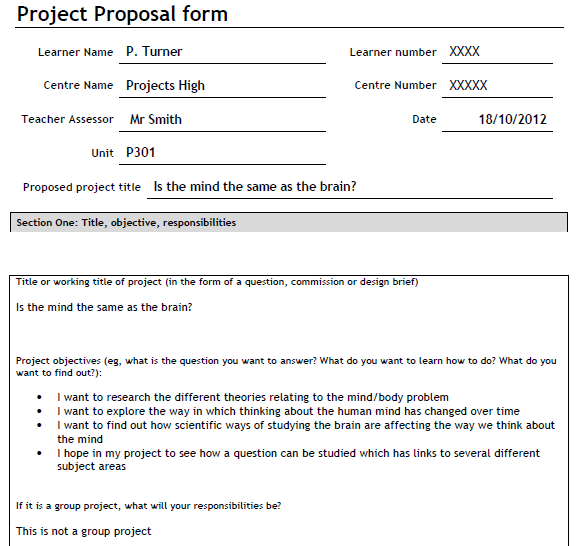 Project Proposal form
Learner Name P. Turner Learner number XXXX
Centre Name Projects High Centre Number XXXXX
Teacher Assessor Mr Smith Date 18/10/2012
Unit P301
Proposed project title Is the mind the same as the brain?
Section One: Title, objective, responsibilities
Title or working title of project (in the form of a question, commission or design brief)
Is the mind the same as the brain?
Project objectives (eg, what is the question you want to answer? What do you want to learn how to do? What do you
want to find out?):
• I want to research the different theories relating to the mind/body problem
• I want to explore the way in which thinking about the human mind has changed over time
• I want to find out how scientific ways of studying the brain are affecting the way we think about
the mind
• I hope in my project to see how a question can be studied which has links to several different
subject areas
If it is a group project, what will your responsibilities be?
This is not a group project